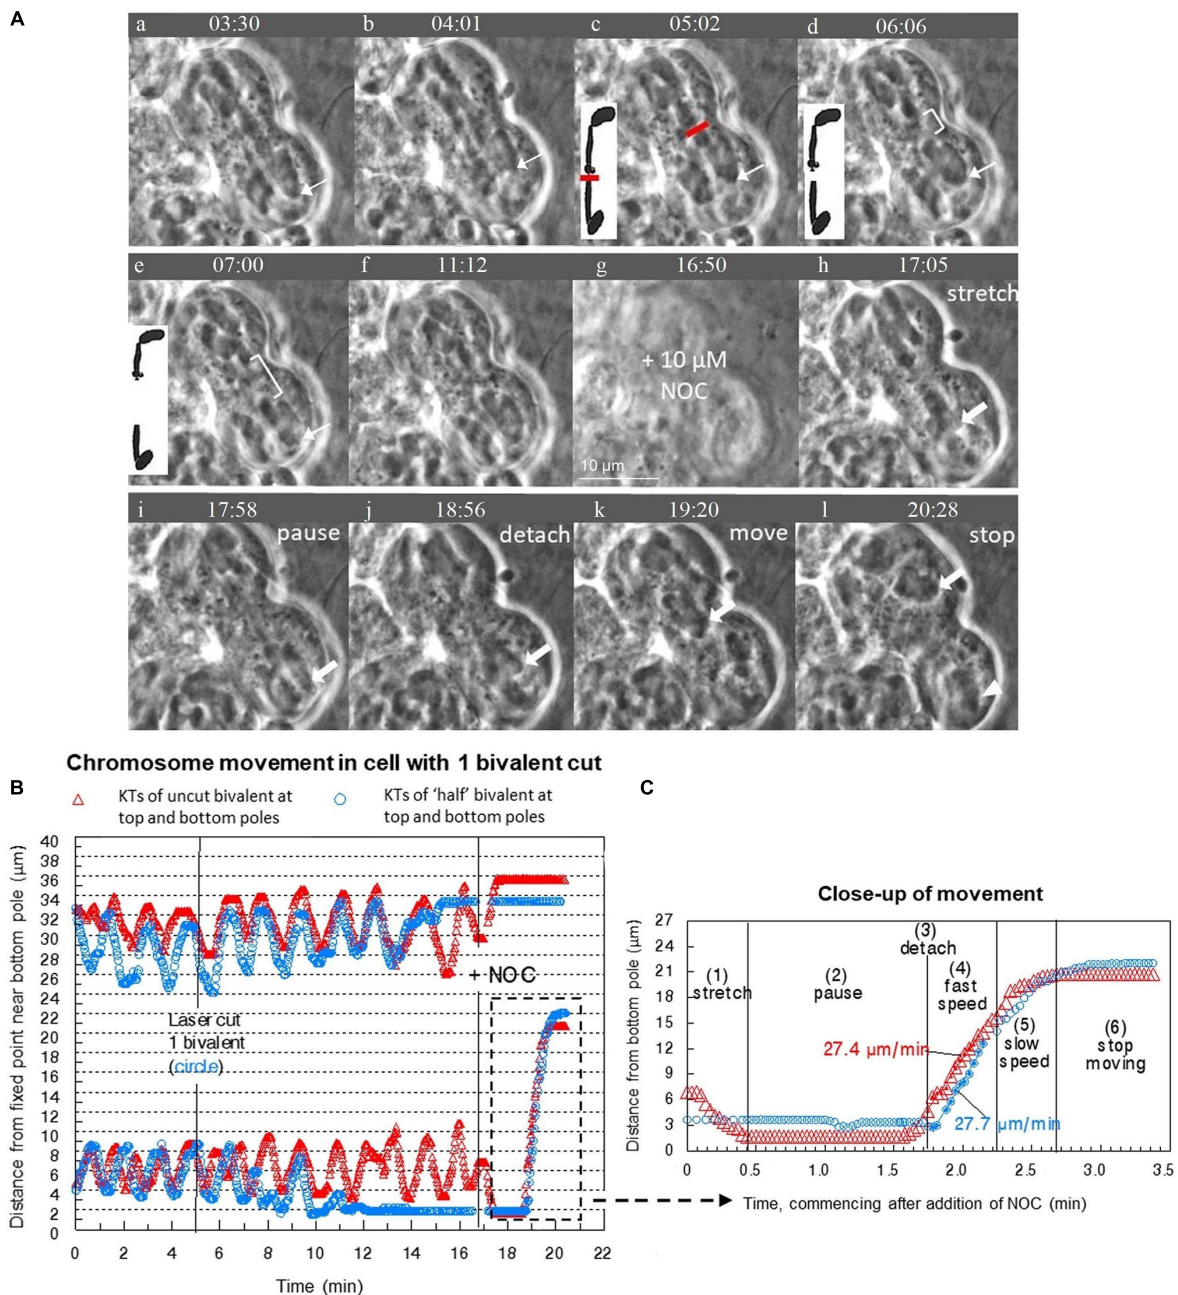 A
a 03:30
b 04:01
c 05:02
d 06:06
e 07:00
f 11:12
g 16:50
h 17:05
stretch
+ 10 µM
NOC
10 µm
i 17:58
pause
j 18:56
detach
k 19:20
move
l 20:28
stop
Chromosome movement in cell with 1 bivalent cut
B
KTs of uncut bivalent at
top and bottom poles
KTs of 'half' bivalent at
top and bottom poles
Distance from fixed point near bottom pole (µm)
40
38
36
34
32
30
28
26
24
22
20
18
16
14
12
10
8
6
4
2
0
+ NOC
Laser cut
1 bivalent
(circle)
0 2 4 6 8 10 12 14 16 18 20 22
Time (min)
C
Close-up of movement
Distance from bottom pole (µm)
27
24
21
18
15
12
9
6
3
0
(1)
stretch
(2)
pause
(3)
detach
(4)
fast
speed
(5)
slow
speed
(6)
stop
moving
27.4 µm/min
27.7 µm/min
0 0.5 1.0 1.5 2.0 2.5 3.0 3.5
Time, commencing after addition of NOC (min)